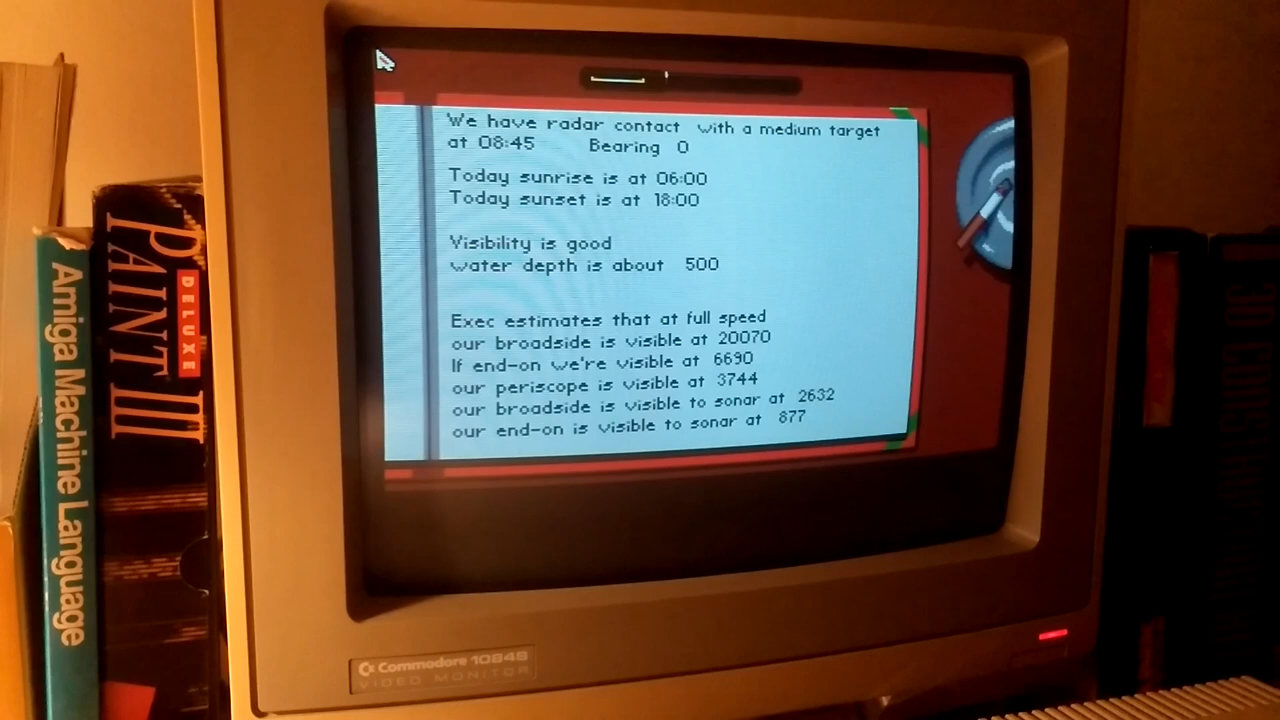 We have radar contact with a medium target
at 08:45 Bearing 0
Today sunrise is at 06:00
Today sunset is at 18:00
Visibility is good
water depth is about 500
Exec estimates that at full speed
our broadside is visible at 20070
If end-on we're visible at 6690
our periscope is visible at 3744
our broadside is visible to sonar at 2632
our end-on is visible to sonar at 877
Commodore 1084S
VIDEO MONITOR
Amiga Machine Language
DELUXE
PAINT III